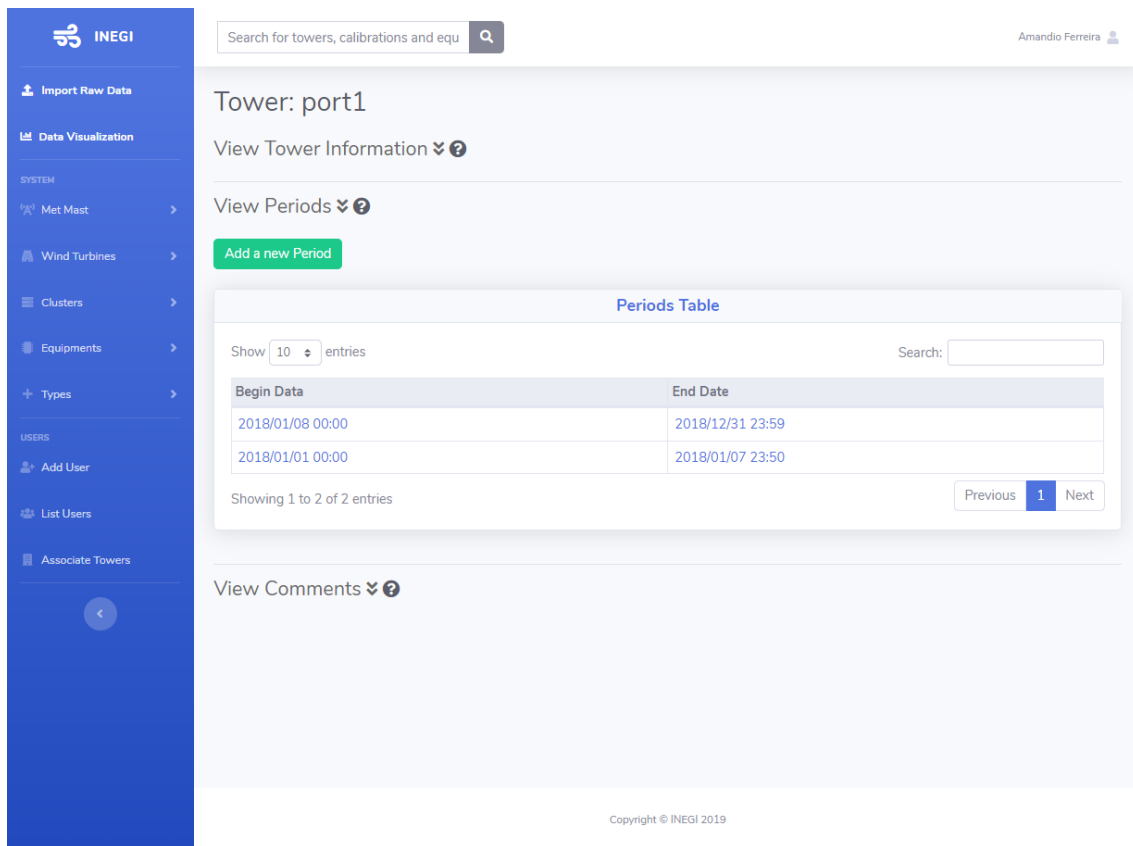 INEGI
Import Raw Data
Data Visualization
SYSTEM
Met Mast
Wind Turbines
Clusters
Equipments
Types
USERS
Add User
List Users
Associate Towers
Search for towers, calibrations and equ
Amandio Ferreira
Tower: port1
View Tower Information
View Periods
Add a new Period
Periods Table
Show 10 entries
Search:
Begin Data End Date
2018/01/08 00:00 2018/12/31 23:59
2018/01/01 00:00 2018/01/07 23:50
Showing 1 to 2 of 2 entries
Previous 1 Next
View Comments
Copyright © INEGI 2019